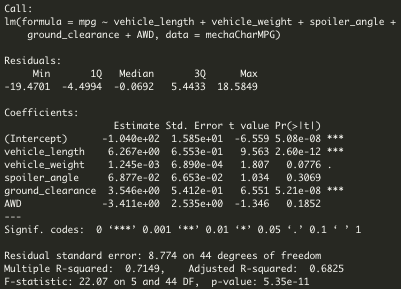 Call:
lm(formula = mpg ~ vehicle_length + vehicle_weight + spoiler_angle +
    ground_clearance + AWD, data = mechaCharMPG)

Residuals:
     Min       1Q   Median       3Q      Max
-19.4701  -4.4994  -0.0692   5.4433  18.5849

Coefficients:
                   Estimate Std. Error t value Pr(>|t|)
(Intercept)      -1.040e+02  1.585e+01  -6.559 5.08e-08 ***
vehicle_length    6.267e+00  6.553e-01   9.563 2.60e-12 ***
vehicle_weight    1.245e-03  6.890e-04   1.807   0.0776 .
spoiler_angle     6.877e-02  6.653e-02   1.034   0.3069
ground_clearance  3.546e+00  5.412e-01   6.551 5.21e-08 ***
AWD              -3.411e+00  2.535e+00  -1.346   0.1852
---
Signif. codes:  0 ‘***’ 0.001 ‘**’ 0.01 ‘*’ 0.05 ‘.’ 0.1 ‘ ’ 1

Residual standard error: 8.774 on 44 degrees of freedom
Multiple R-squared:  0.7149,    Adjusted R-squared:  0.6825
F-statistic: 22.07 on 5 and 44 DF,  p-value: 5.35e-11